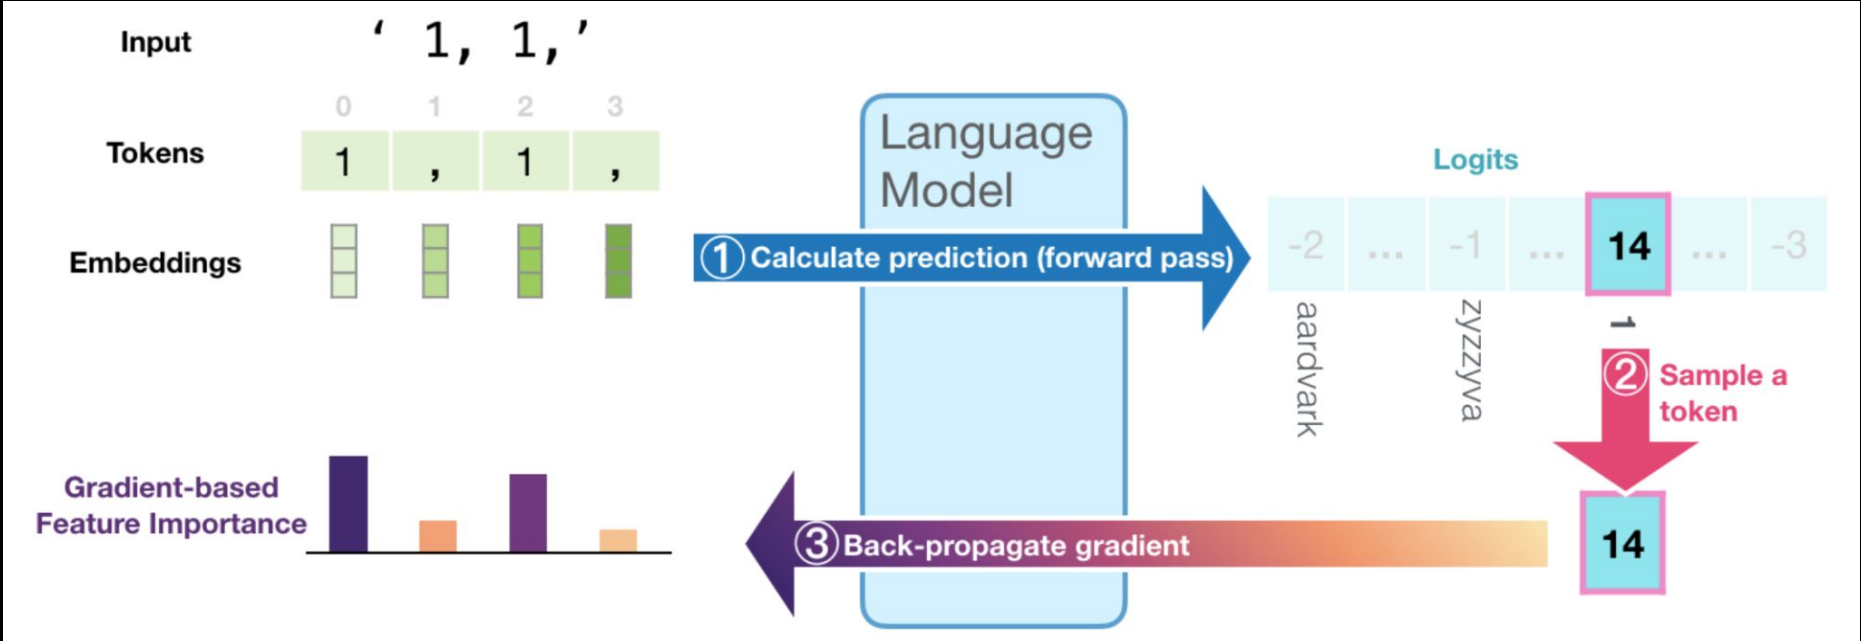 Input
‘ 1, 1,’
0 1 2 3
Tokens
1 , 1 ,
Embeddings
Language
Model
① Calculate prediction (forward pass)
Logits
-2 ... -1 ... 14 ... -3
aardvark
zyzzyva
1
② Sample a
token
14
③ Back-propagate gradient
Gradient-based
Feature Importance